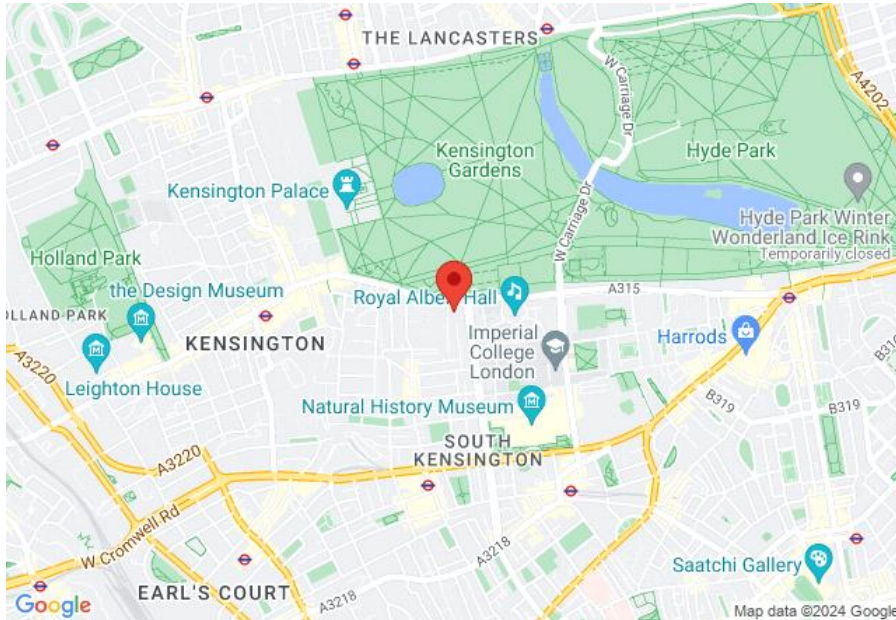 THE LANCASTERS
W Carriage Dr
A4202
Kensington
Gardens
Hyde Park
Kensington Palace
W Carriage Dr
Hyde Park Winter
Wonderland Ice Rink
Temporarily closed
Holland Park
the Design Museum
Royal Albe Hall
A315
OLLAND PARK
KENSINGTON
Imperial
College
London
Harrods
B316
A3220
Leighton House
Natural History Museum
B319
B319
SOUTH
KENSINGTON
A3220
W Cromwell Rd
A3218
Saatchi Gallery
EARL'S COURT
A3218
Google
Map data ©2024 Google